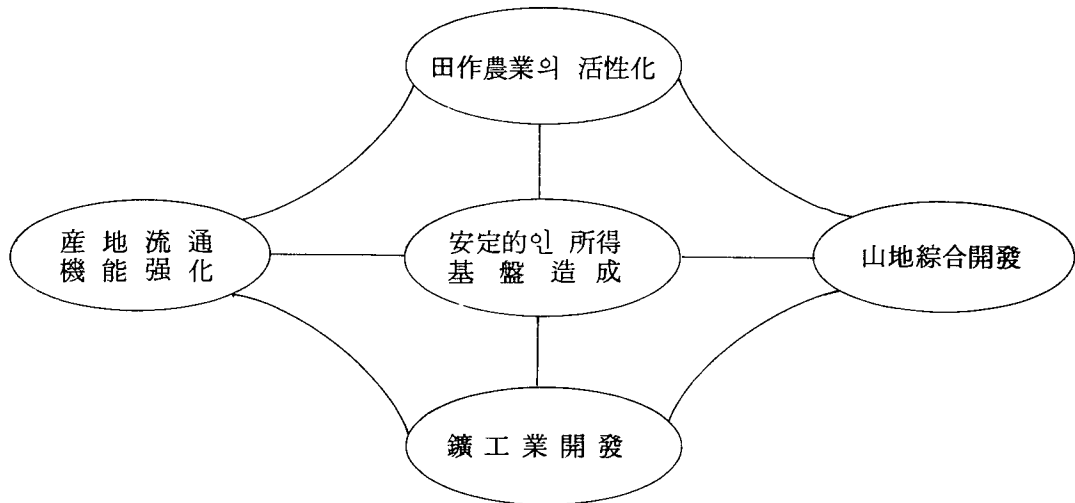 田作農業의 活性化
産地流通
機能强化
安定的인 所得
基盤造成
山地綜合開發
鑛工業開發